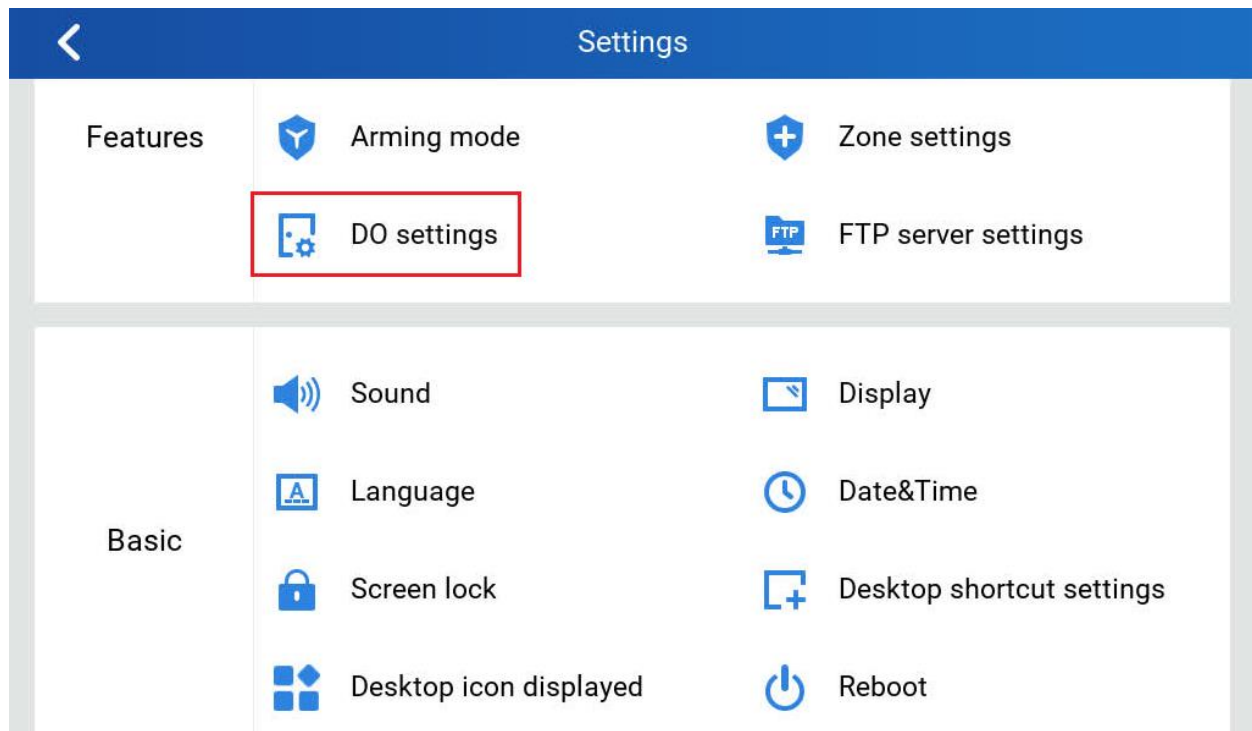 Settings
Features
Arming mode
Zone settings
DO settings
FTP
FTP server settings
Basic
Sound
Display
A
Language
Date&Time
Screen lock
Desktop shortcut settings
Desktop icon displayed
Reboot